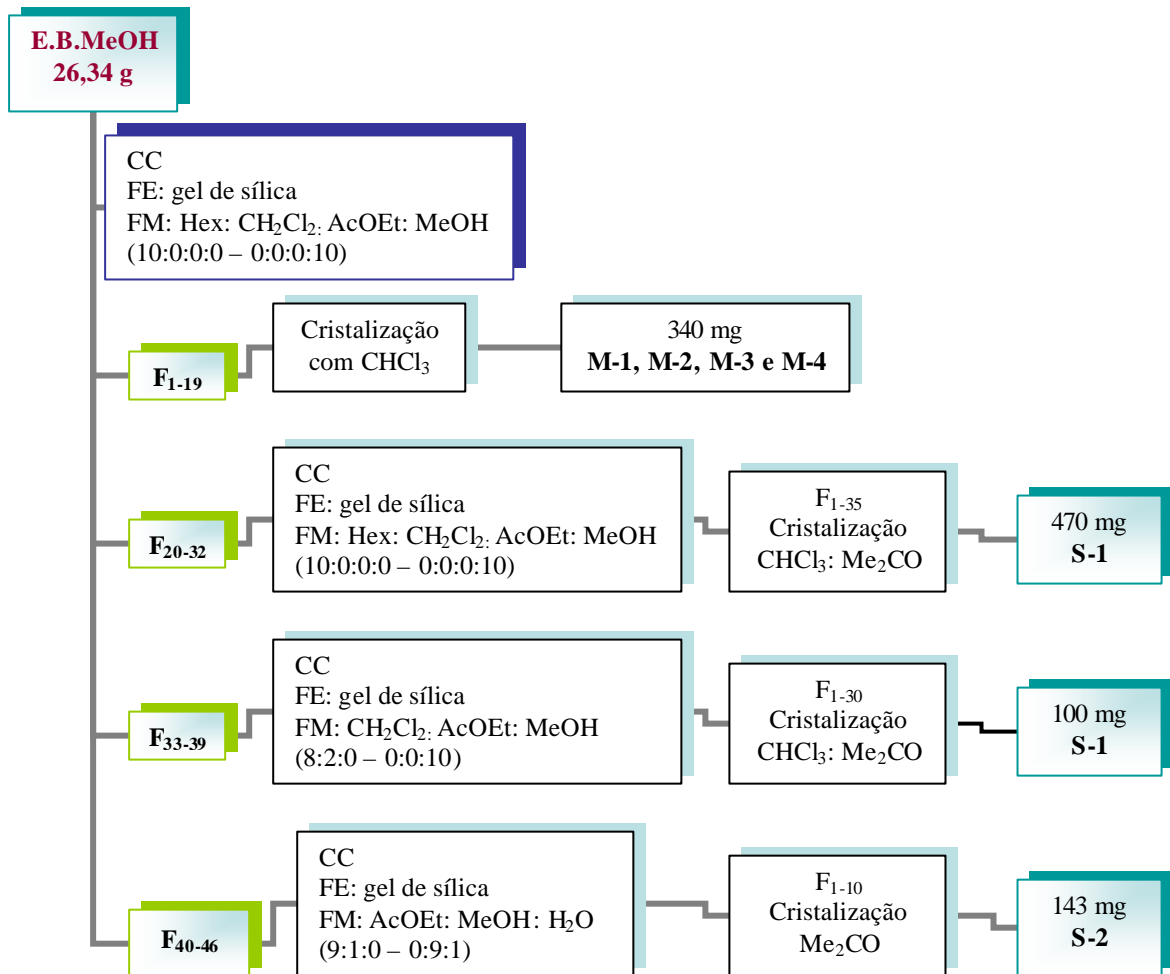 E.B.MeOH
26,34 g
CC
FE: gel de sílica
FM: Hex: CH₂Cl₂: AcOEt: MeOH
(10:0:0:0 – 0:0:0:10)
F₁₋₁₉
Cristalização
com CHCl₃
340 mg
M-1, M-2, M-3 e M-4
F₂₀₋₃₂
CC
FE: gel de sílica
FM: Hex: CH₂Cl₂: AcOEt: MeOH
(10:0:0:0 – 0:0:0:10)
F₁₋₃₅
Cristalização
CHCl₃: Me₂CO
470 mg
S-1
F₃₃₋₃₉
CC
FE: gel de sílica
FM: CH₂Cl₂: AcOEt: MeOH
(8:2:0 – 0:0:10)
F₁₋₃₀
Cristalização
CHCl₃: Me₂CO
100 mg
S-1
F₄₀₋₄₆
CC
FE: gel de sílica
FM: AcOEt: MeOH: H₂O
(9:1:0 – 0:9:1)
F₁₋₁₀
Cristalização
Me₂CO
143 mg
S-2